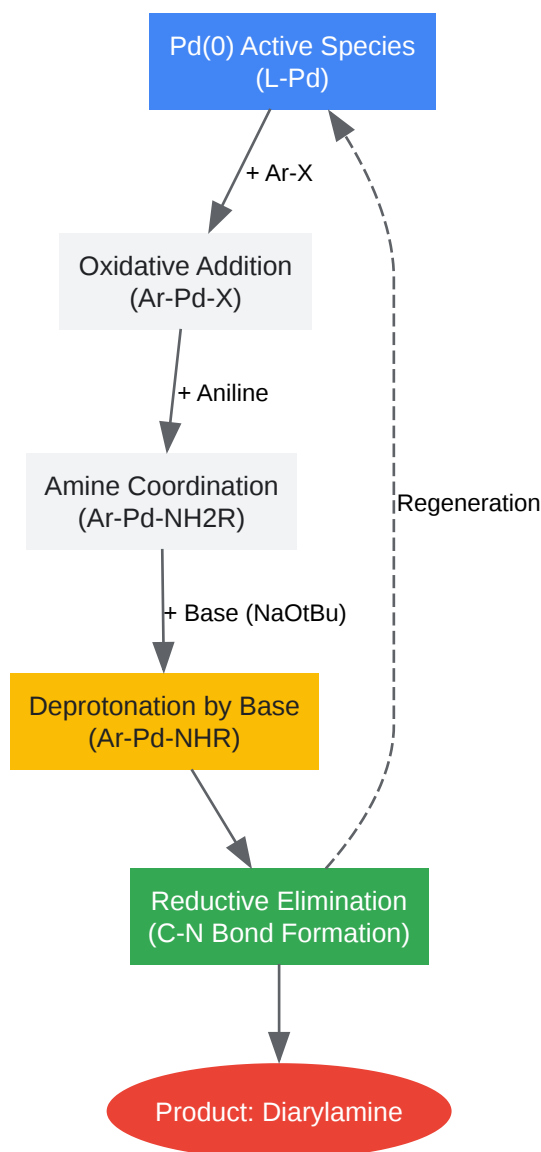 Pd(0) Active Species
(L-Pd)
+ Ar-X
Oxidative Addition
(Ar-Pd-X)
+ Aniline
Amine Coordination
(Ar-Pd-NH2R)
Regeneration
+ Base (NaOtBu)
Deprotonation by Base
(Ar-Pd-NHR)
Reductive Elimination
(C-N Bond Formation)
Product: Diarylamine